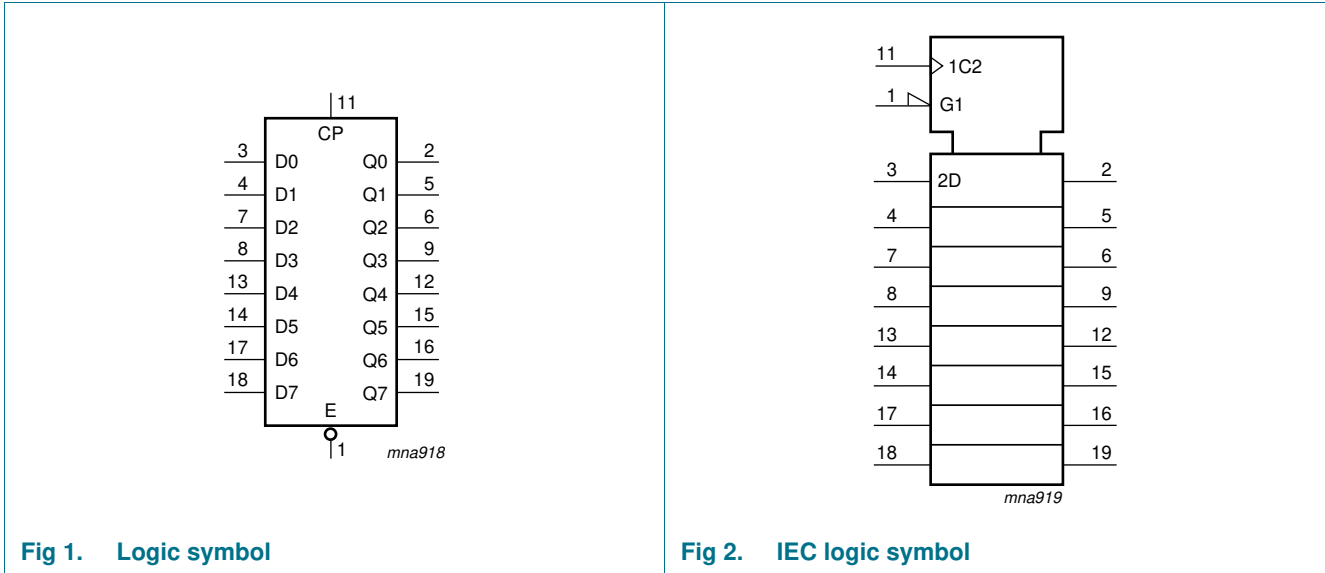 11
CP
3 D0 Q0 2
4 D1 Q1 5
7 D2 Q2 6
8 D3 Q3 9
13 D4 Q4 12
14 D5 Q5 15
17 D6 Q6 16
18 D7 Q7 19
E
1
mna918
Fig 1. Logic symbol
11 1C2
1 G1
3 2D 2
4 5
7 6
8 9
13 12
14 15
17 16
18 19
mna919
Fig 2. IEC logic symbol